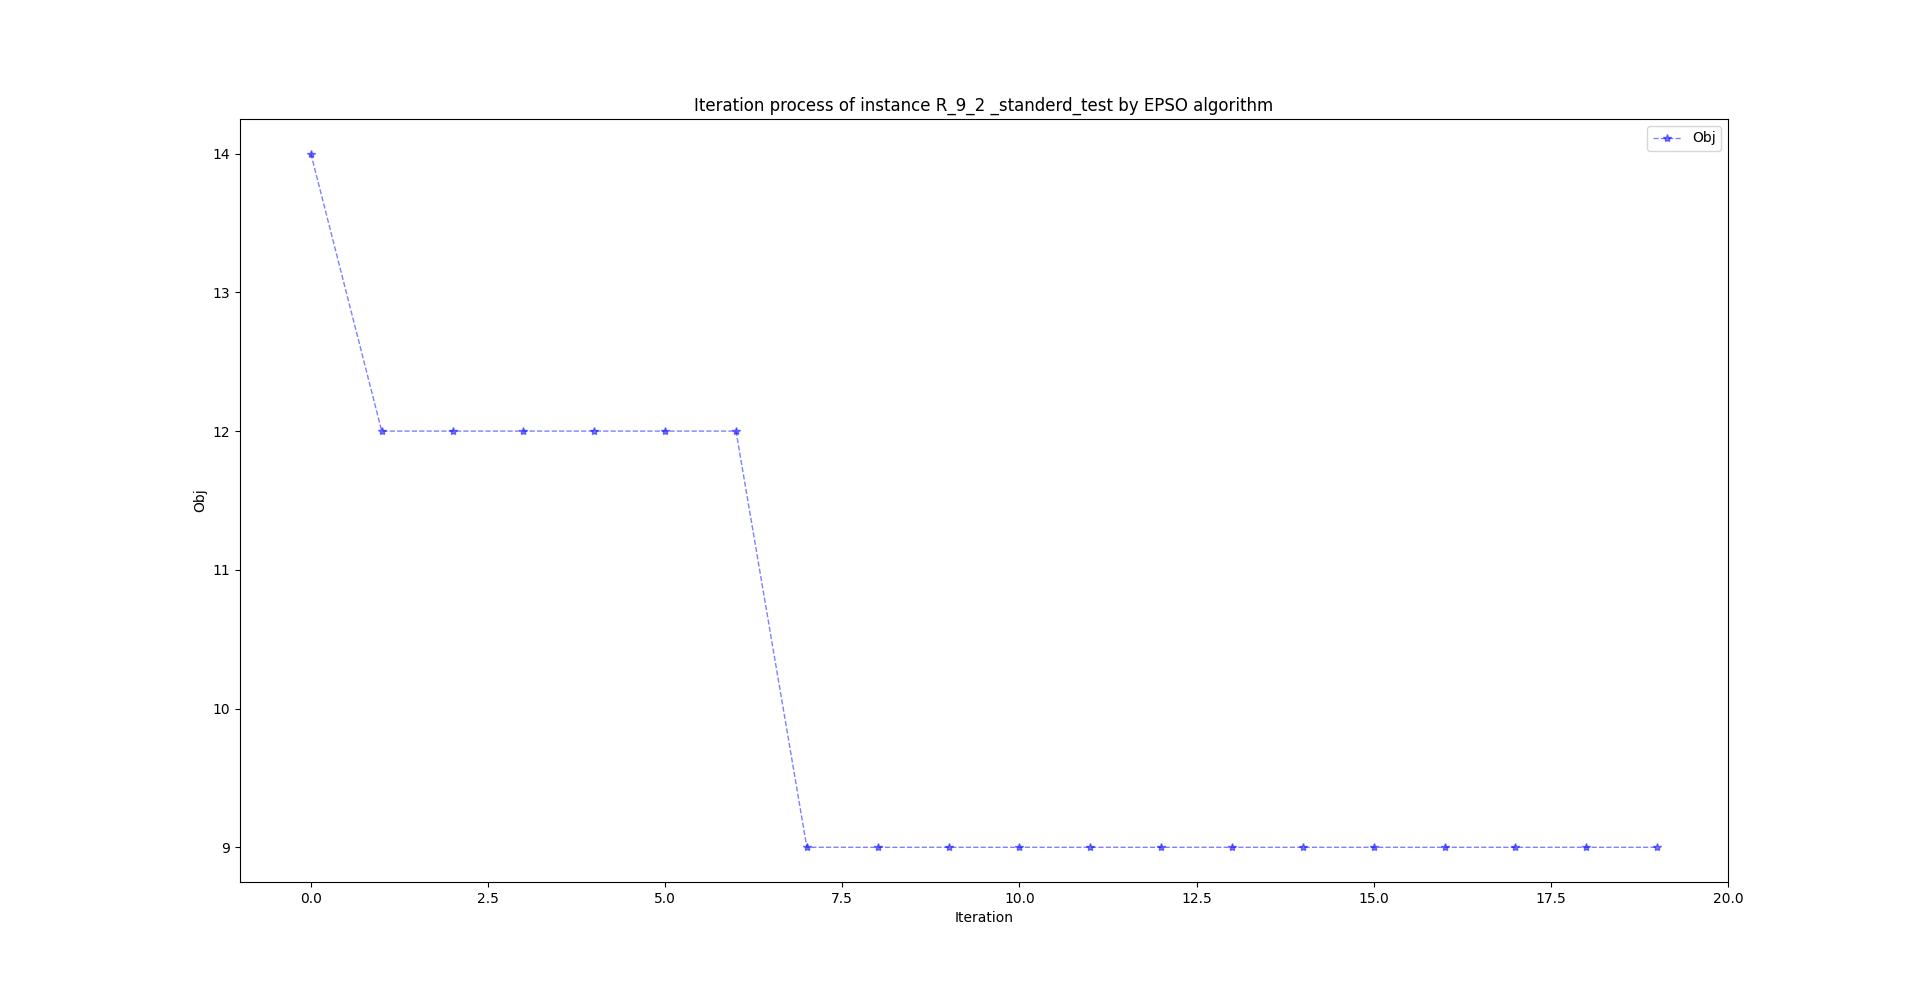 Iteration process of instance R_9_2 _standerd_test by EPSO algorithm
Obj
14
13
12
11
10
9
Obj
0.0 2.5 5.0 7.5 10.0 12.5 15.0 17.5 20.0
Iteration